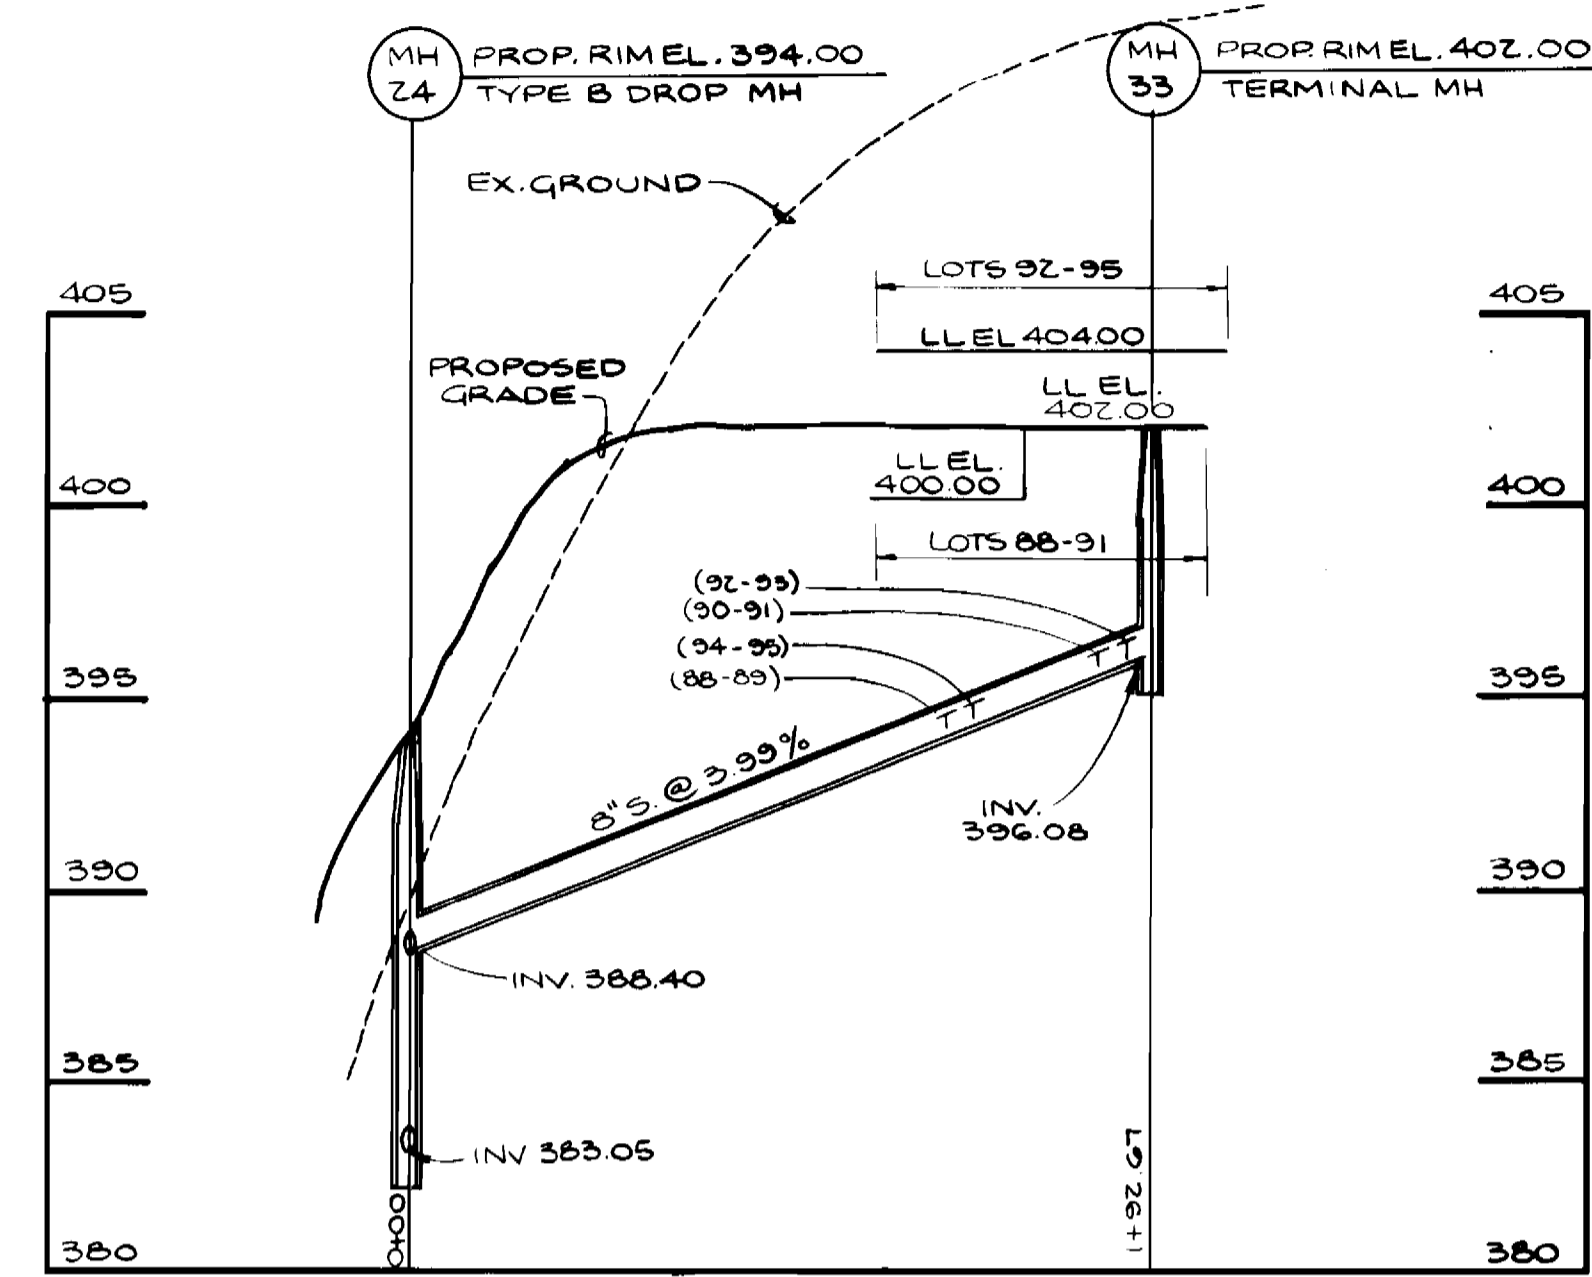 MH
24
PROP. RIM EL. 394.00
TYPE B DROP MH
MH
33
PROP. RIM EL. 402.00
TERMINAL MH
EX. GROUND
LOTS 92-95
405
405
LL EL 404.00
PROPOSED
GRADE
LL EL.
402.00
LL EL.
400.00
400
400
LOTS 88-91
(92-93)
(90-91)
(94-95)
(88-89)
395
395
8" S. @ 3.99%
INV.
396.08
390
390
INV. 388.40
385
385
INV 383.05
0+00
1+92.67
380
380